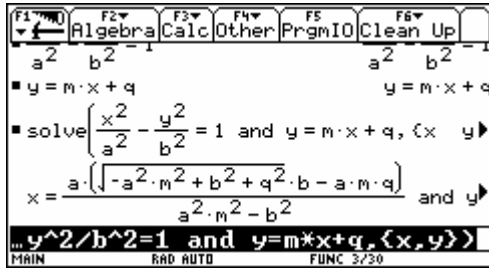 F1 F2 F3 F4 F5 F6
Algebra Calc Other PrgmIO Clean Up
a² b² - 1 a² b² - 1
▪ y = m·x + q y = m·x + q
▪ solve(x²/a² - y²/b² = 1 and y = m·x + q, {x y▶
x = a·(√(-a²·m² + b² + q²)·b - a·m·q)/(a²·m² - b²) and y▶
…y^2/b^2=1 and y=m*x+q,{x,y})
MAIN RAD AUTO FUNC 3/30